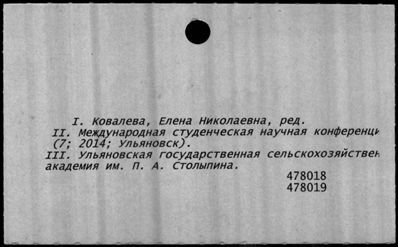 I. Ковалева, Елена Николаевна, ред.
II. Международная студенческая научная конференци
(7; 2014; Ульяновск).
III. Ульяновская государственная сельскохозяйствен
академия им. П. А. Столыпина.
478018
478019